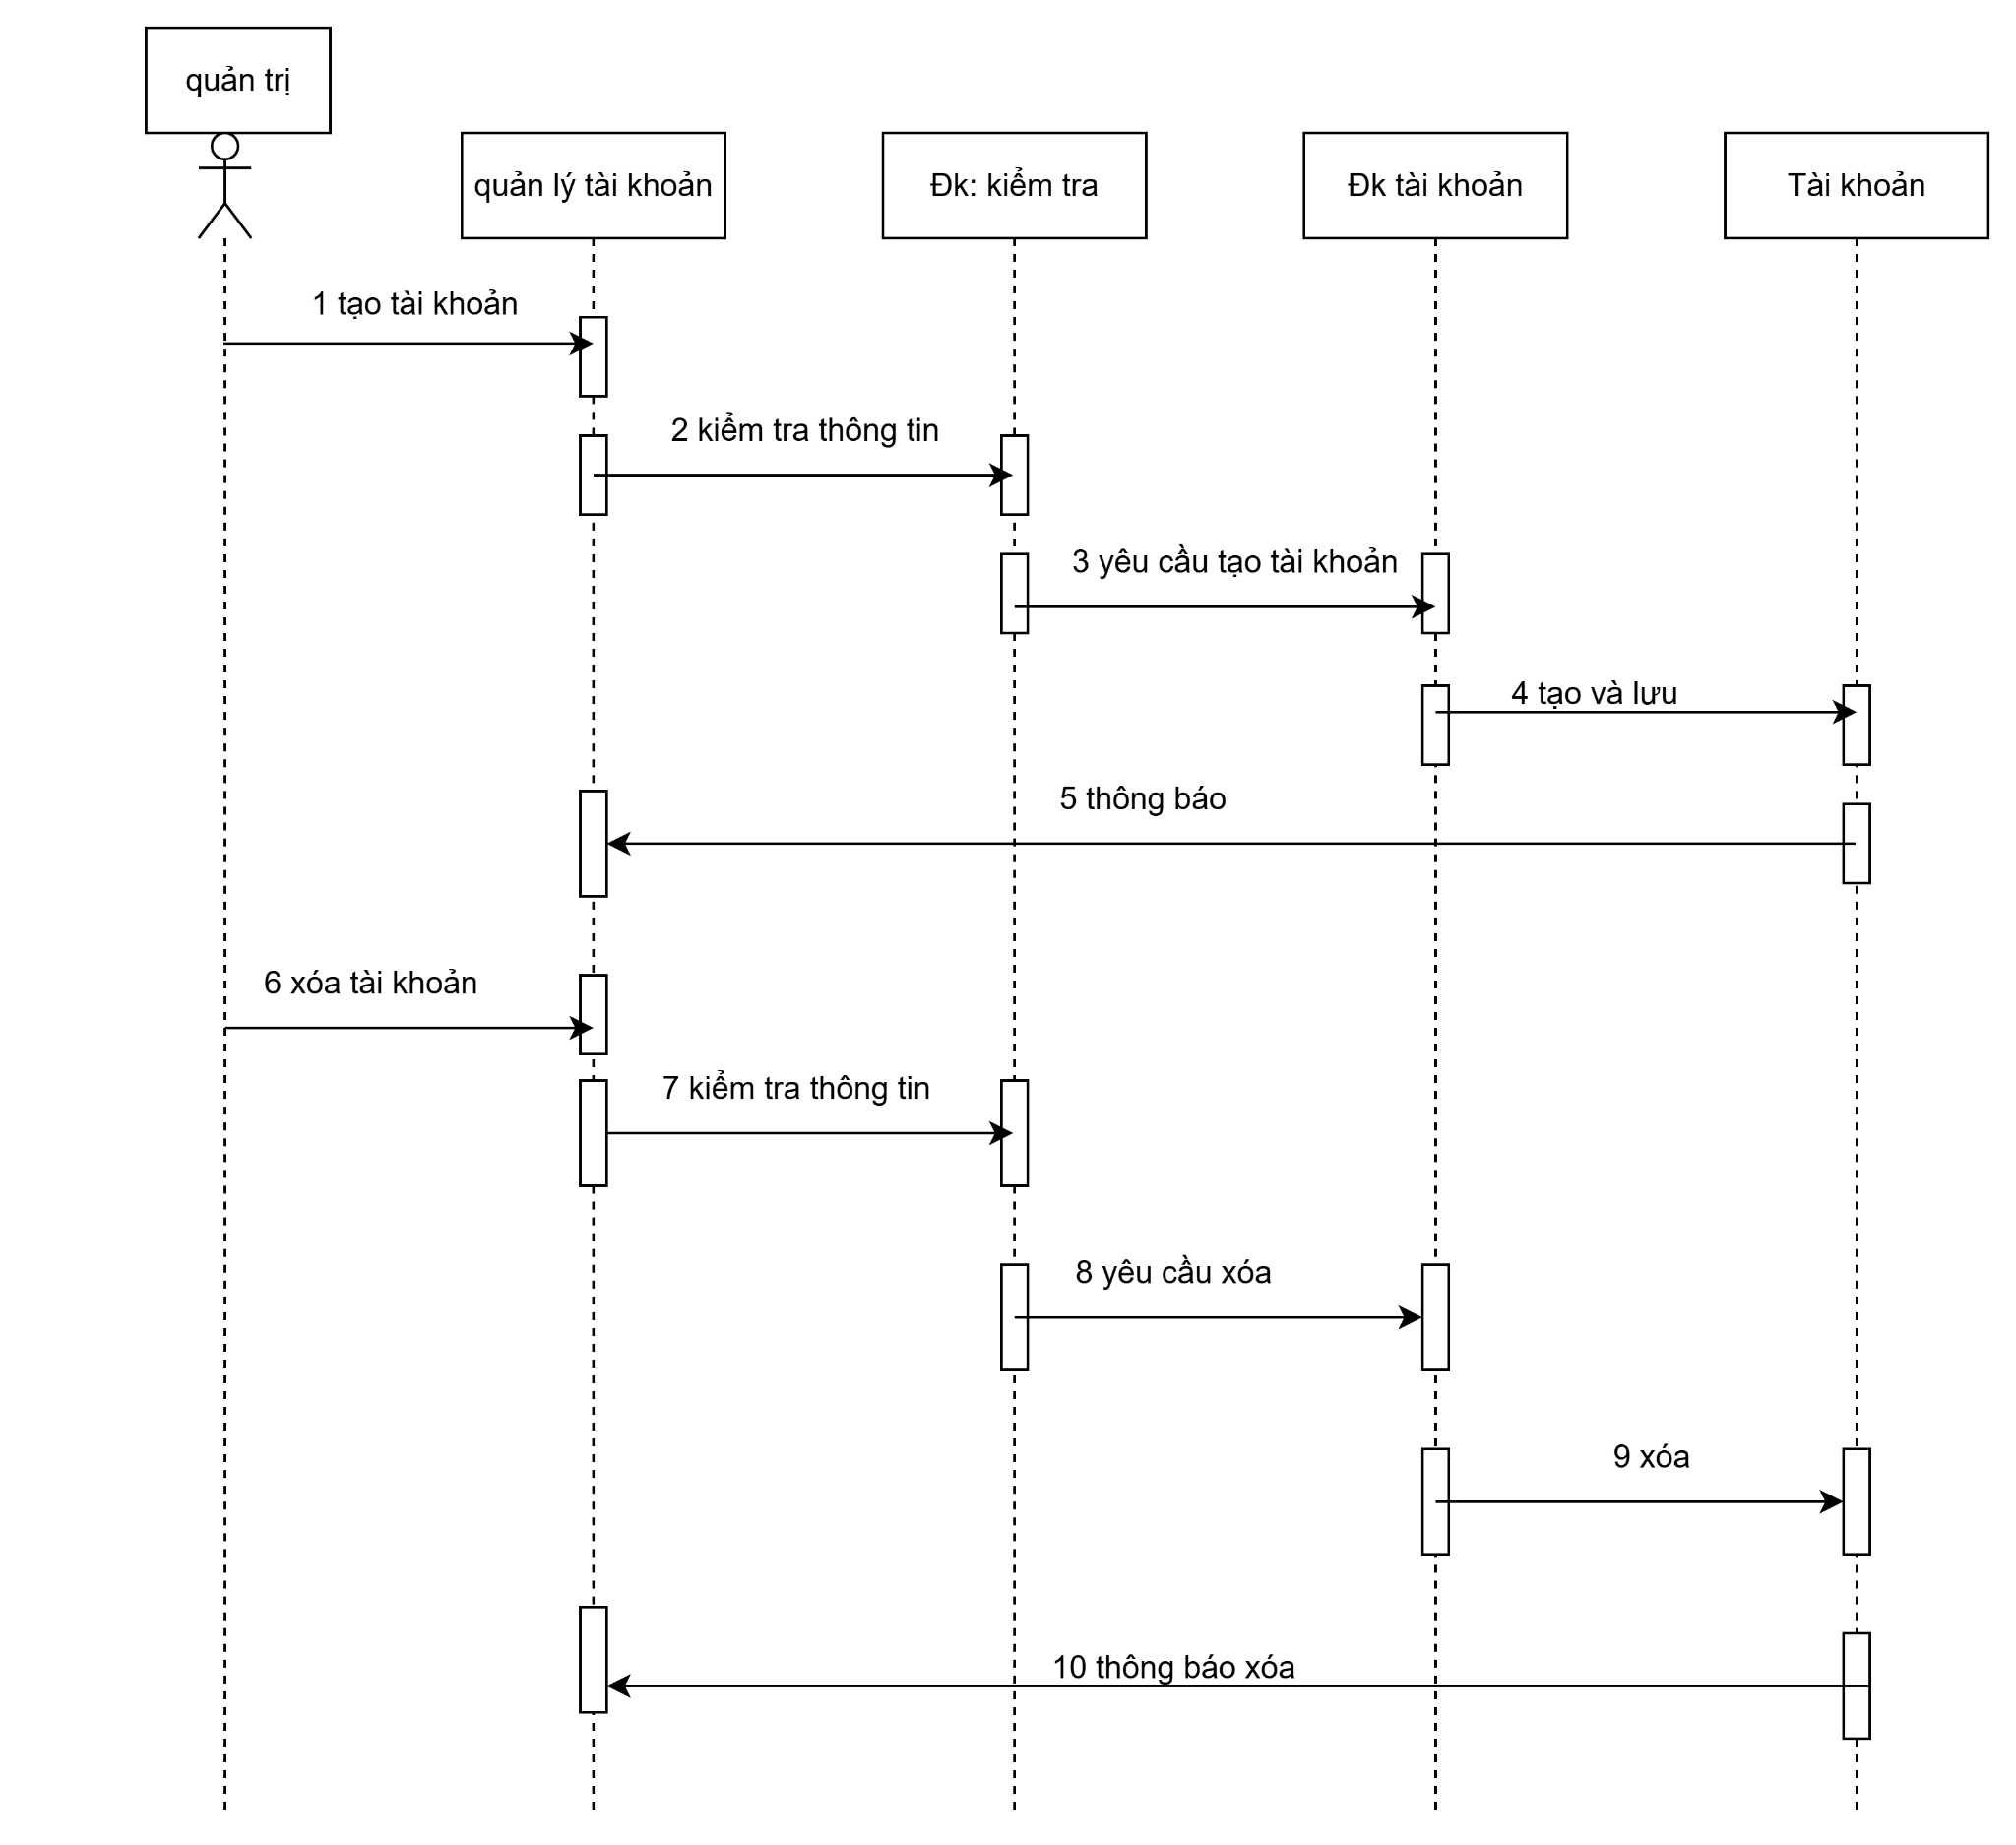 quản trị
quản lý tài khoản
Đk: kiểm tra
Đk tài khoản
Tài khoản
1 tạo tài khoản
2 kiểm tra thông tin
3 yêu cầu tạo tài khoản
4 tạo và lưu
5 thông báo
6 xóa tài khoản
7 kiểm tra thông tin
8 yêu cầu xóa
9 xóa
10 thông báo xóa